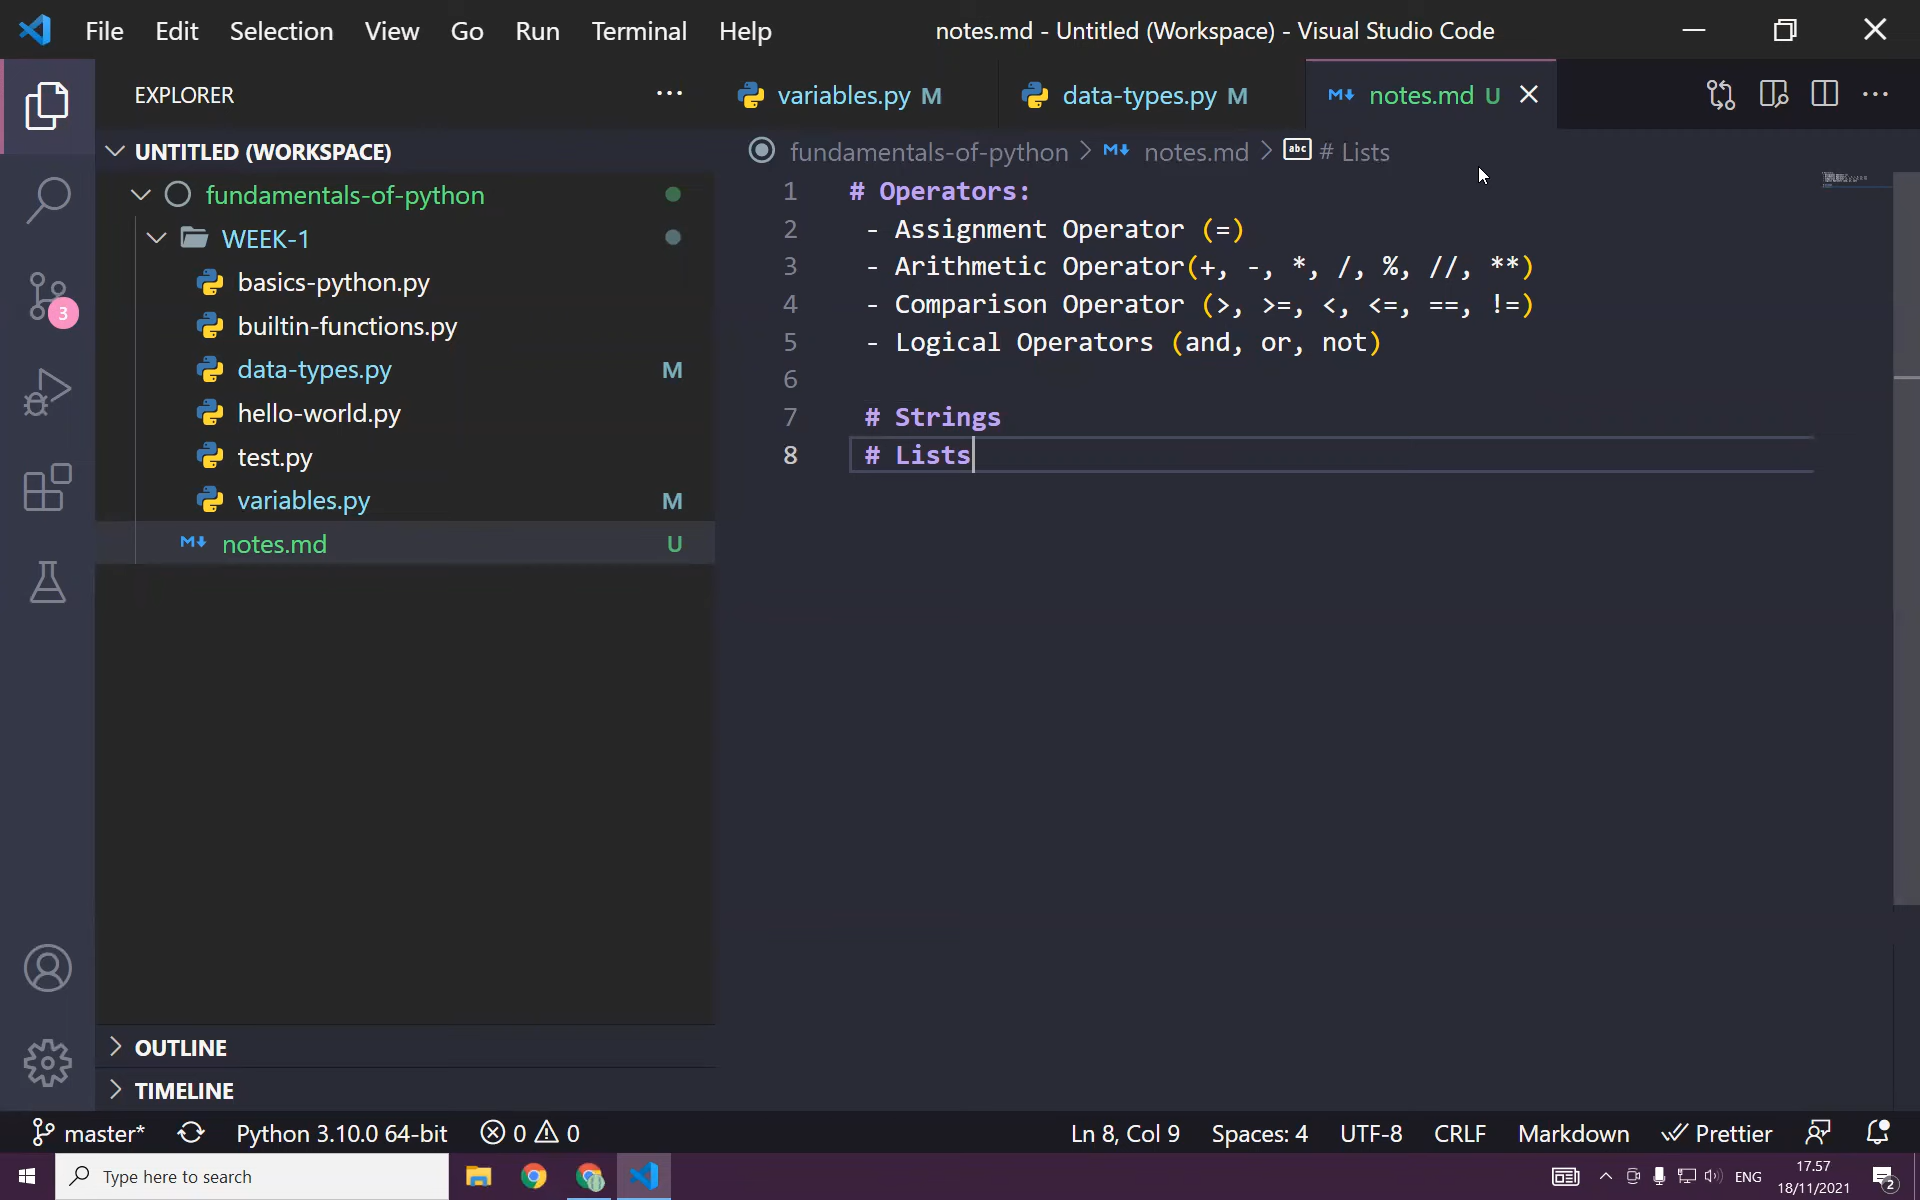 File Edit Selection View Go Run Terminal Help notes.md - Untitled (Workspace) - Visual Studio Code
EXPLORER
variables.py M data-types.py M notes.md U
UNTITLED (WORKSPACE)
fundamentals-of-python > notes.md > abc # Lists
fundamentals-of-python
WEEK-1
basics-python.py
builtin-functions.py
data-types.py M
hello-world.py
test.py
variables.py M
notes.md U
1 # Operators:
2 - Assignment Operator (=)
3 - Arithmetic Operator(+, -, *, /, %, //, **)
4 - Comparison Operator (>, >=, <, <=, ==, !=)
5 - Logical Operators (and, or, not)
6
7 # Strings
8 # Lists
3
OUTLINE
TIMELINE
master* Python 3.10.0 64-bit 0 0 Ln 8, Col 9 Spaces: 4 UTF-8 CRLF Markdown Prettier
Type here to search ENG 17.57
18/11/2021 2